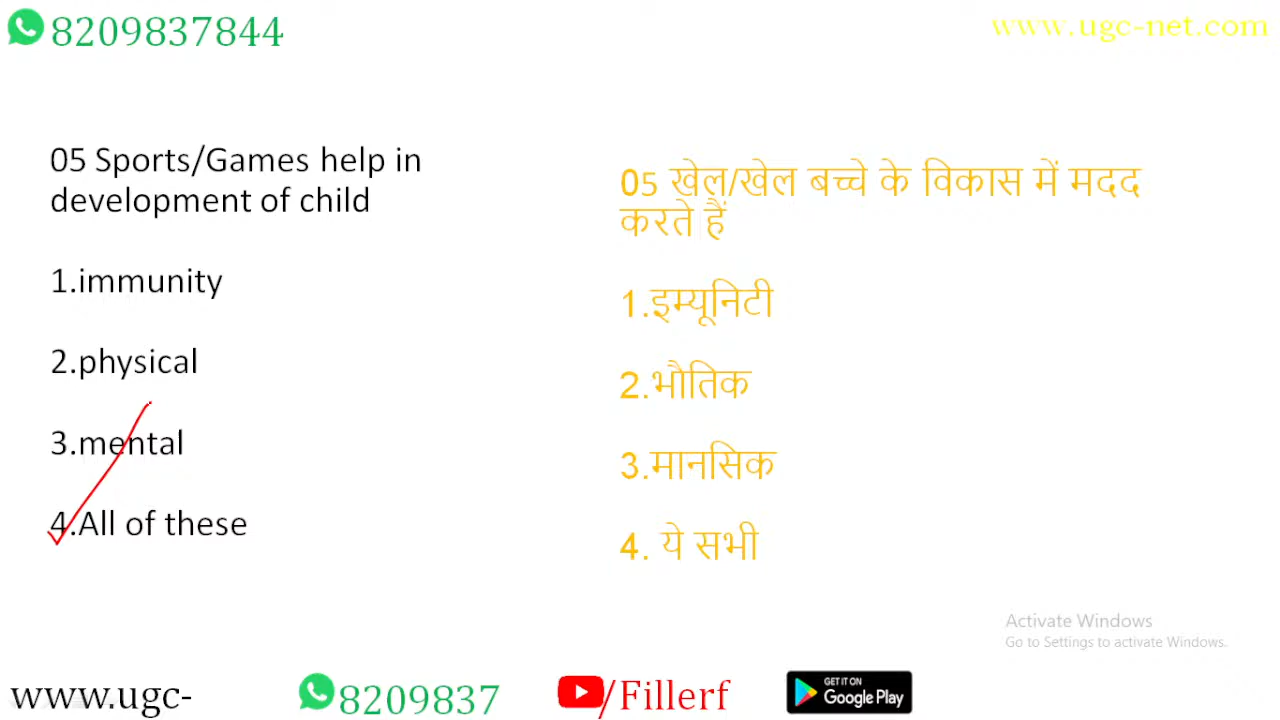 8209837844
www.ugc-net.com
05 Sports/Games help in
development of child
1.immunity
2.physical
3.mental
4.All of these
05 खेल/खेल बच्चे के विकास में मदद
करते हैं
1.इम्यूनिटी
2.भौतिक
3.मानसिक
4. ये सभी
Activate Windows
Go to Settings to activate Windows.
www.ugc-
8209837
/Fillerf
GET IT ON
Google Play